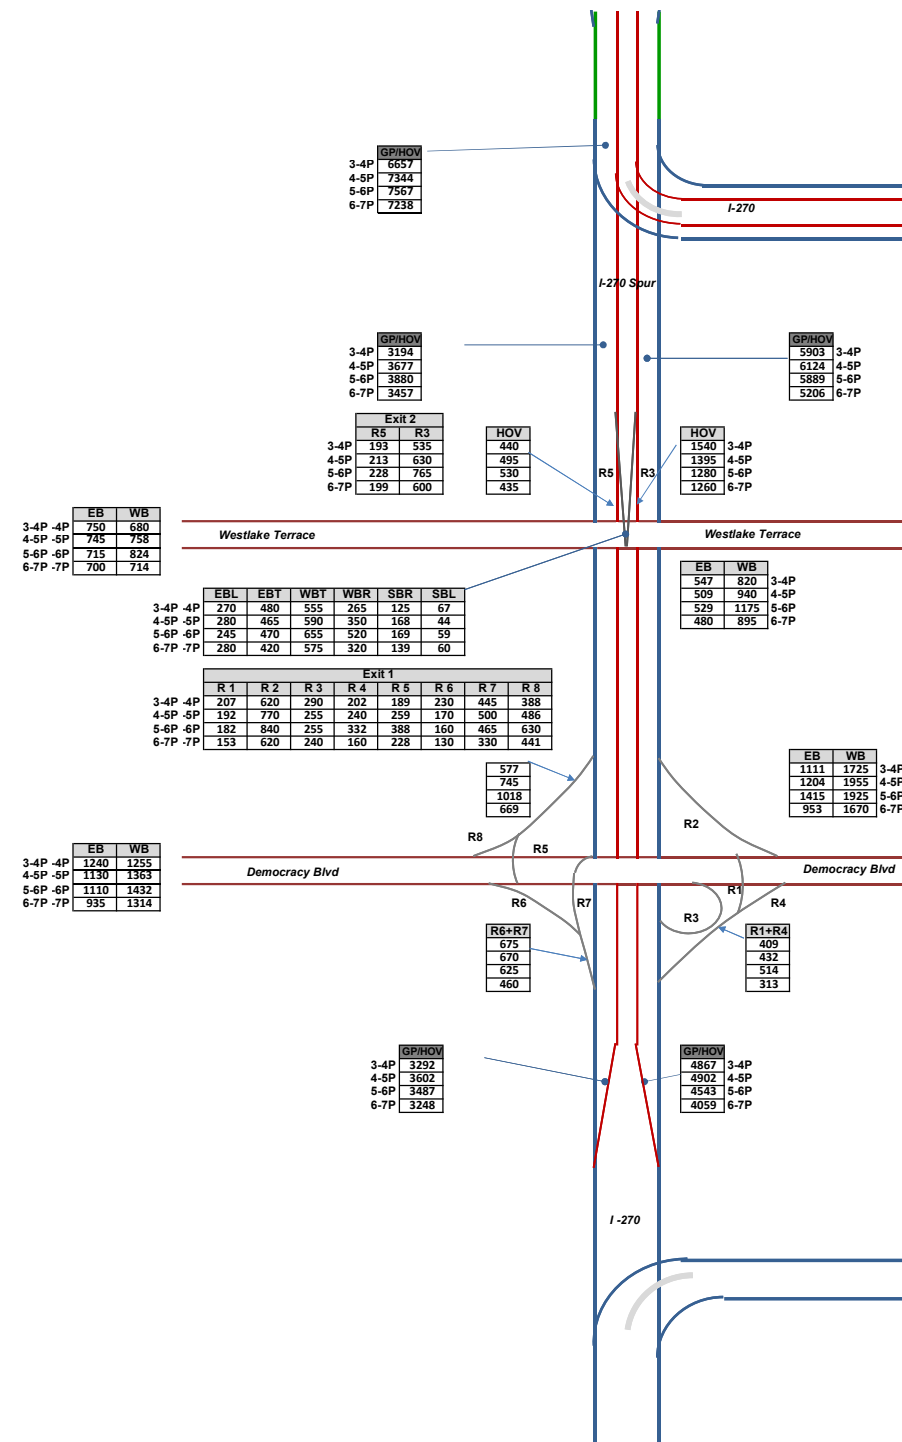 GP/HOV
3-4P 6657
4-5P 7344
5-6P 7567
6-7P 7238
I-270
I-270 Spur
GP/HOV
3-4P 3194
4-5P 3677
5-6P 3880
6-7P 3457
GP/HOV
5903 3-4P
6124 4-5P
5889 5-6P
5206 6-7P
Exit 2
R5 R3
3-4P 193 535
4-5P 213 630
5-6P 228 765
6-7P 199 600
HOV
440
495
530
435
R5
R3
HOV
1540 3-4P
1395 4-5P
1280 5-6P
1260 6-7P
EB WB
3-4P -4P 750 680
4-5P -5P 745 758
5-6P -6P 715 824
6-7P -7P 700 714
Westlake Terrace
Westlake Terrace
EB WB
547 820 3-4P
509 940 4-5P
529 1175 5-6P
480 895 6-7P
EBL EBT WBT WBR SBR SBL
3-4P -4P 270 480 555 265 125 67
4-5P -5P 280 465 590 350 168 44
5-6P -6P 245 470 655 520 169 59
6-7P -7P 280 420 575 320 139 60
Exit 1
R 1 R 2 R 3 R 4 R 5 R 6 R 7 R 8
3-4P -4P 207 620 290 202 189 230 445 388
4-5P -5P 192 770 255 240 259 170 500 486
5-6P -6P 182 840 255 332 388 160 465 630
6-7P -7P 153 620 240 160 228 130 330 441
577
745
1018
669
EB WB
1111 1725 3-4P
1204 1955 4-5P
1415 1925 5-6P
953 1670 6-7P
R8
R5
R2
EB WB
3-4P -4P 1240 1255
4-5P -5P 1130 1363
5-6P -6P 1110 1432
6-7P -7P 935 1314
Democracy Blvd
Democracy Blvd
R6
R7
R1
R4
R3
R6+R7
675
670
625
460
R1+R4
409
432
514
313
GP/HOV
3-4P 3292
4-5P 3602
5-6P 3487
6-7P 3248
GP/HOV
4867 3-4P
4902 4-5P
4543 5-6P
4059 6-7P
I -270